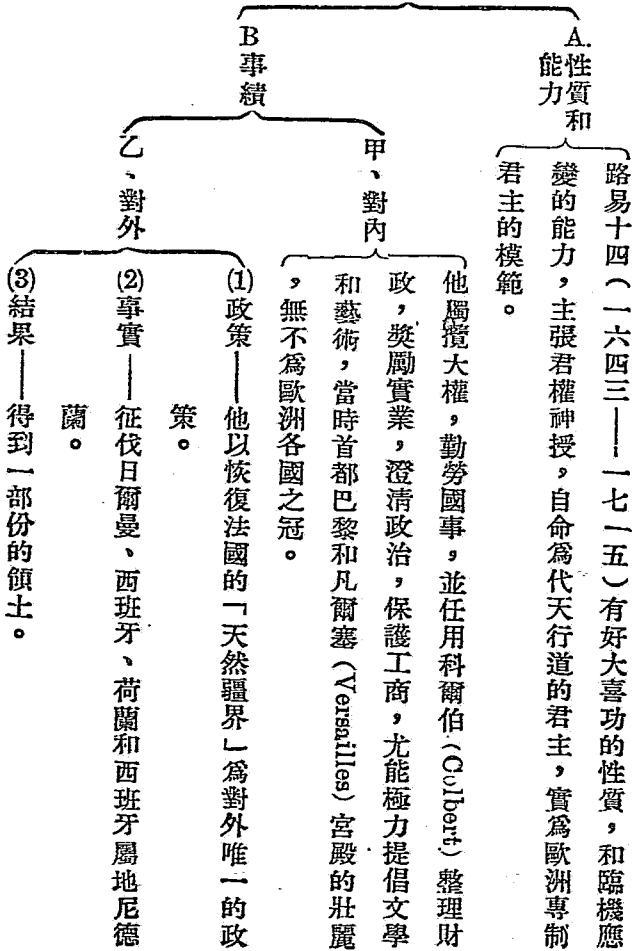 A.性質和
能力
路易十四（一六四三——一七一五）有好大喜功的性質，和臨機應
變的能力，主張君權神授，自命爲代天行道的君主，實爲歐洲專制
君主的模範。
B事績
甲、對內
他獨攬大權，勤勞國事，並任用科爾伯（Colbert）整理財
政，獎勵實業，澄清政治，保護工商，尤能極力提倡文學
和藝術，當時首都巴黎和凡爾塞（Versailles）宮殿的壯麗
，無不爲歐洲各國之冠。
乙、對外
(1)政策——他以恢復法國的「天然疆界」爲對外唯一的政
策。
(2)事實——征伐日爾曼、西班牙、荷蘭和西班牙屬地尼德
蘭。
(3)結果——得到一部份的領土。